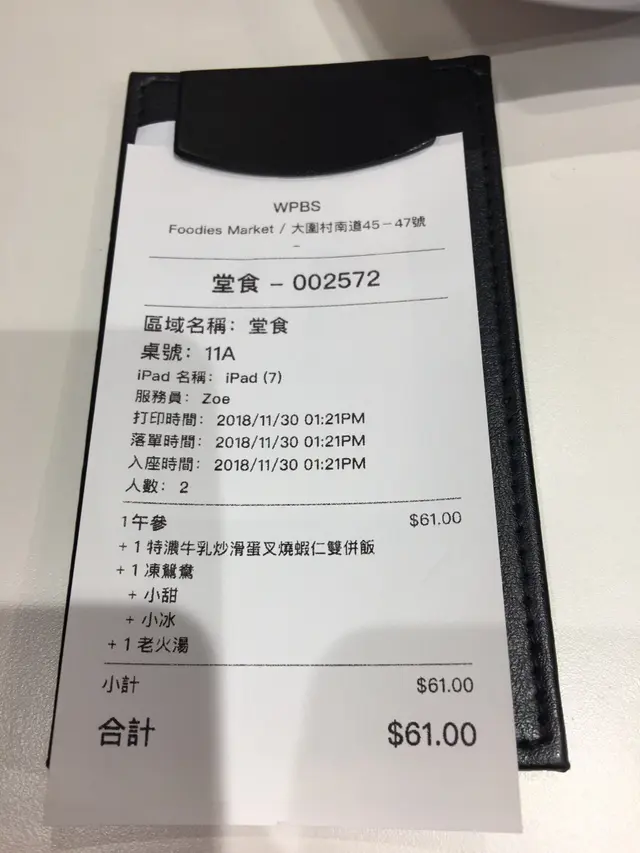 WPBS
Foodies Market / 大圍村南道45－47號
–
堂食 – 002572
區域名稱： 堂食
桌號： 11A
iPad 名稱： iPad (7)
服務員： Zoe
打印時間： 2018/11/30 01:21PM
落單時間： 2018/11/30 01:21PM
入座時間： 2018/11/30 01:21PM
人數： 2
1 午參 $61.00
+ 1 特濃牛乳炒滑蛋叉燒蝦仁雙併飯
+ 1 凍鴛鴦
+ 小甜
+ 小冰
+ 1 老火湯
小計 $61.00
合計 $61.00